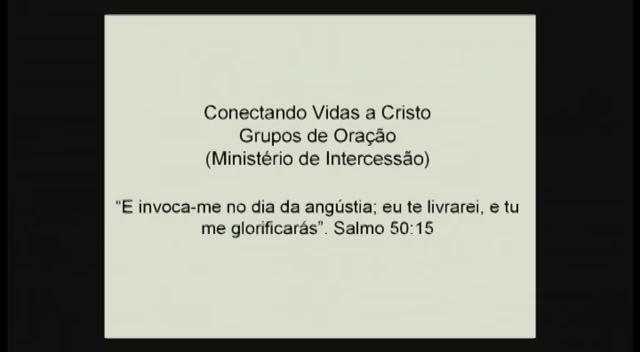 Conectando Vidas a Cristo
Grupos de Oração
(Ministério de Intercessão)
“E invoca-me no dia da angústia; eu te livrarei, e tu
me glorificarás”. Salmo 50:15